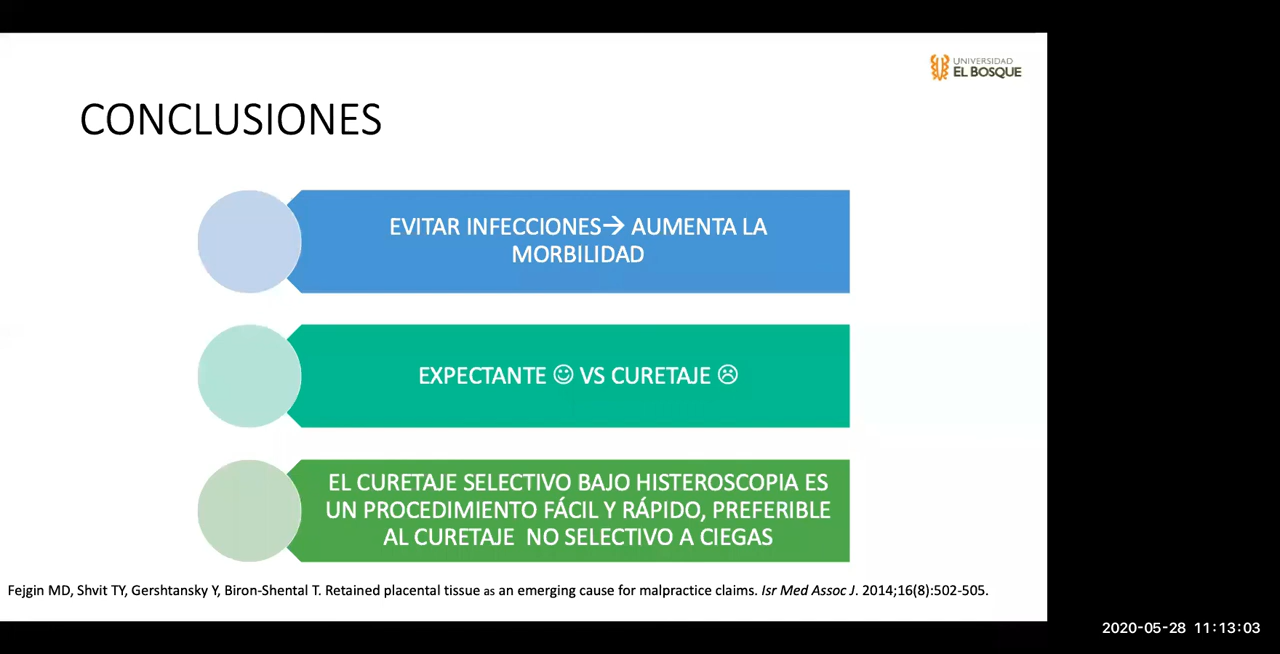 UNIVERSIDAD
EL BOSQUE
CONCLUSIONES
EVITAR INFECCIONES→ AUMENTA LA
MORBILIDAD
EXPECTANTE ☺ VS CURETAJE ☹
EL CURETAJE SELECTIVO BAJO HISTEROSCOPIA ES
UN PROCEDIMIENTO FÁCIL Y RÁPIDO, PREFERIBLE
AL CURETAJE  NO SELECTIVO A CIEGAS
Fejgin MD, Shvit TY, Gershtansky Y, Biron-Shental T. Retained placental tissue as an emerging cause for malpractice claims. Isr Med Assoc J. 2014;16(8):502-505.
2020-05-28 11:13:03